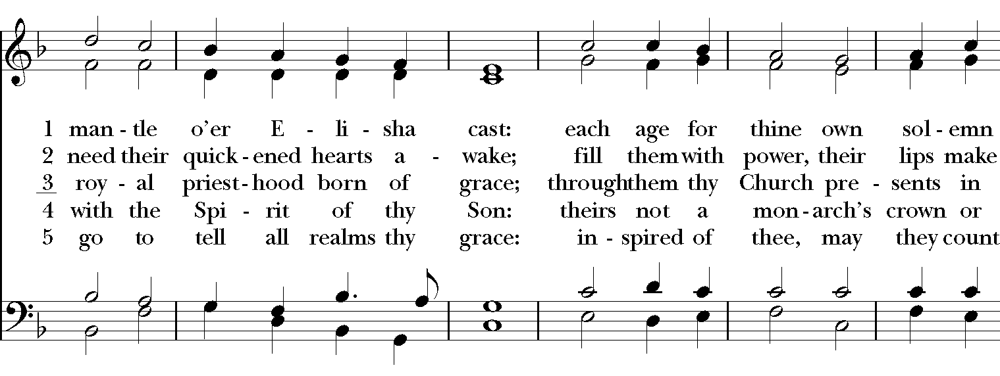 1 man - tle o’er E - li - sha cast: each age for thine own sol - emn
2 need their quick - ened hearts a - wake; fill them with power, their lips make
3 roy - al priest - hood born of grace; through them thy Church pre - sents in
4 with the Spi - rit of thy Son: theirs not a mon - arch’s crown or
5 go to tell all realms thy grace: in - spired of thee, may they count